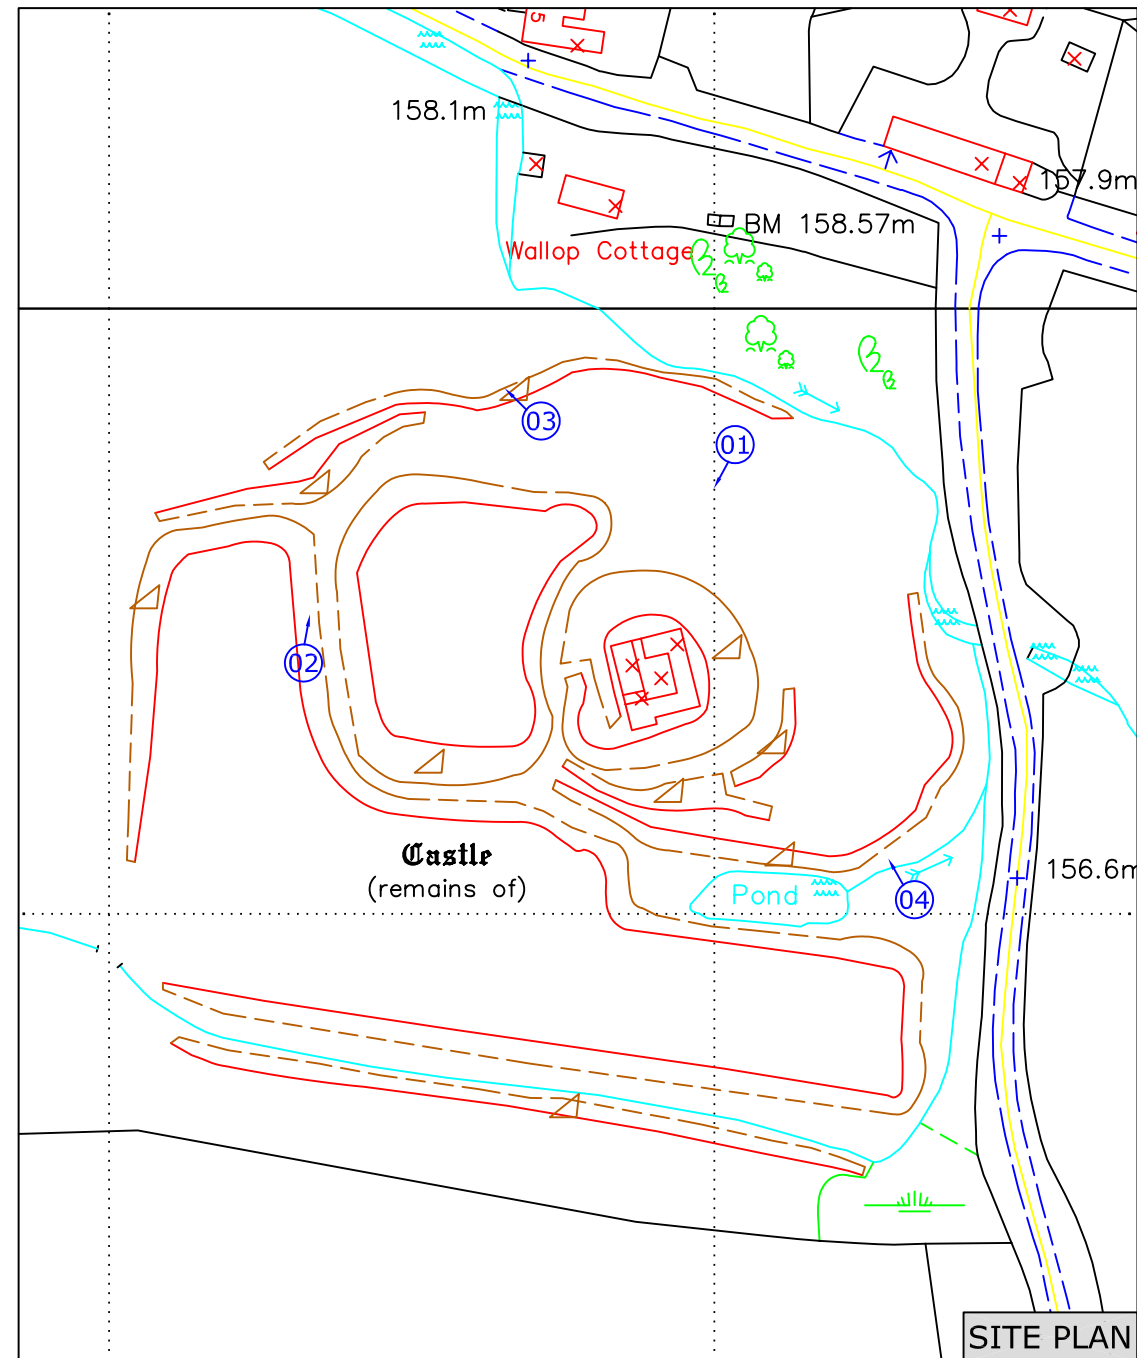 5
158.1m
157.9m
BM 158.57m
Wallop Cottage
03
01
02
Castle
(remains of)
Pond
04
156.6m
SITE PLAN